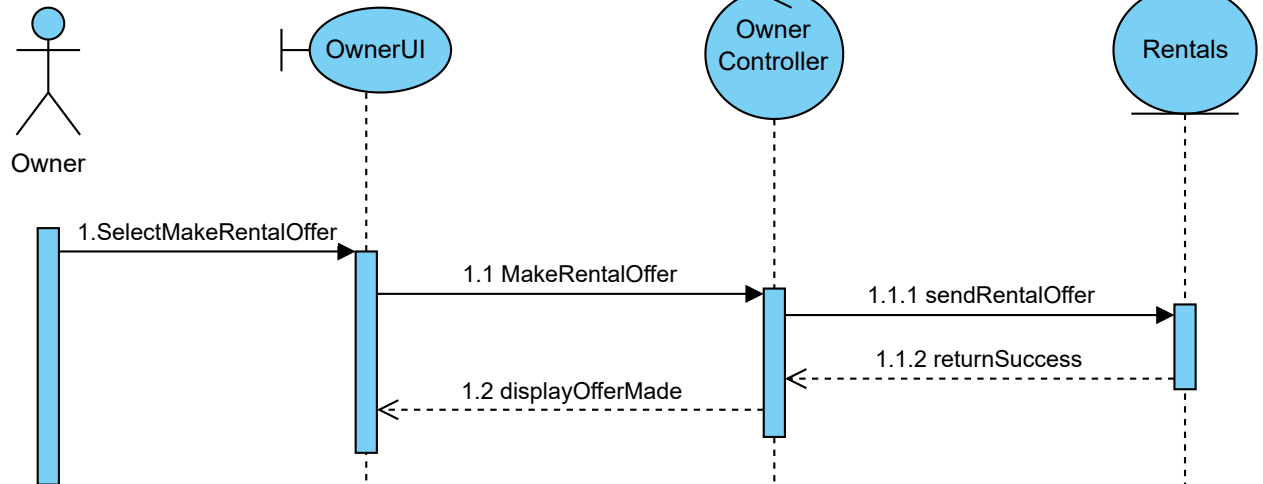 OwnerUI
Owner
Controller
Rentals
Owner
1.SelectMakeRentalOffer
1.1 MakeRentalOffer
1.1.1 sendRentalOffer
1.1.2 returnSuccess
1.2 displayOfferMade